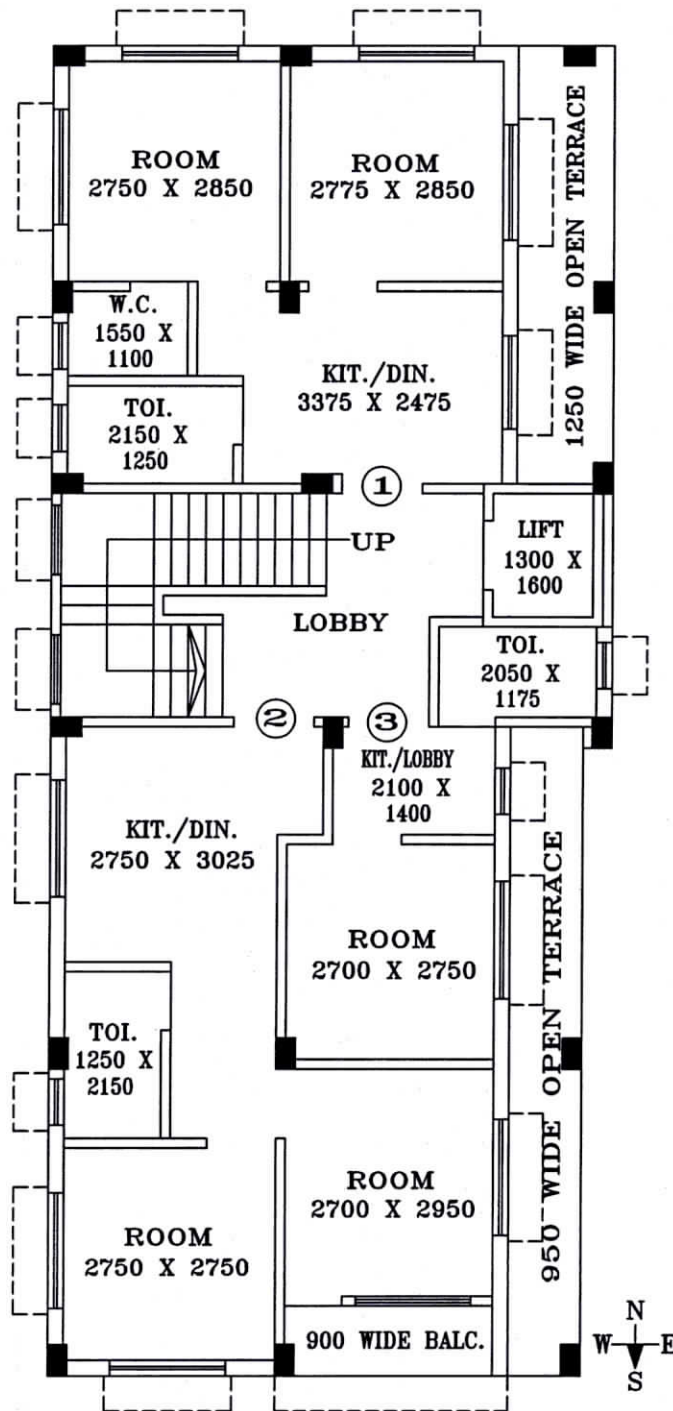 ROOM
2750 X 2850
ROOM
2775 X 2850
1250 WIDE OPEN TERRACE
W.C.
1550 X
1100
KIT./DIN.
3375 X 2475
TOI.
2150 X
1250
1
LIFT
1300 X
1600
UP
LOBBY
TOI.
2050 X
1175
2
3
KIT./LOBBY
2100 X
1400
KIT./DIN.
2750 X 3025
ROOM
2700 X 2750
950 WIDE OPEN TERRACE
TOI.
1250 X
2150
ROOM
2700 X 2950
ROOM
2750 X 2750
900 WIDE BALC.
N
W E
S